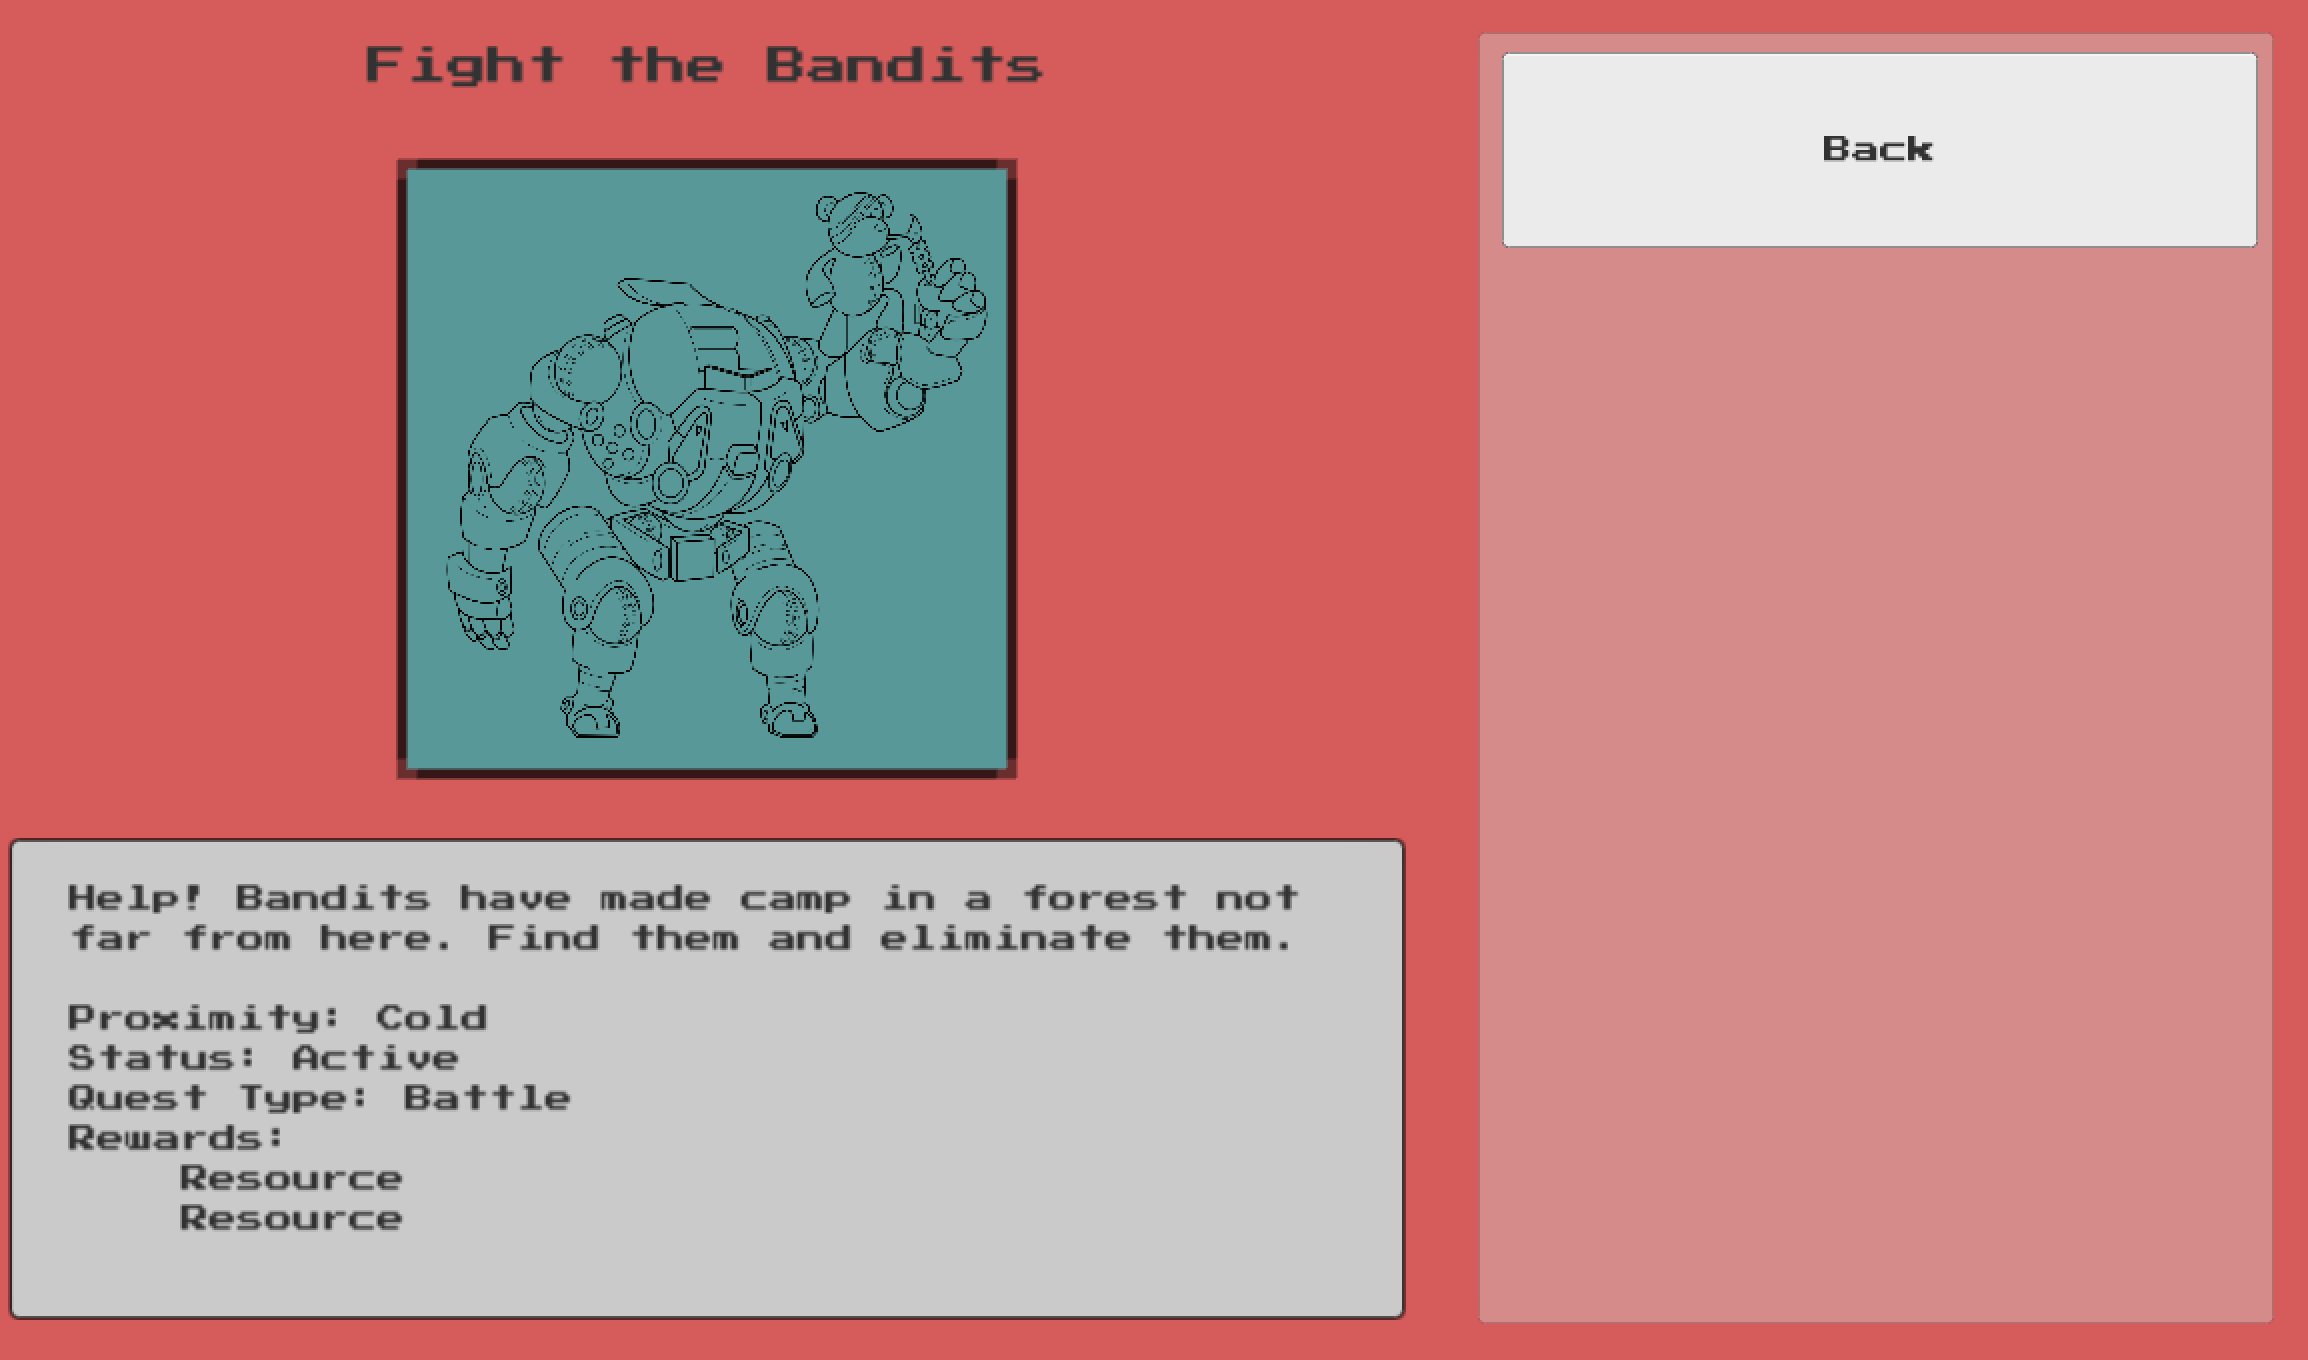 Fight the Bandits
Back
Help! Bandits have made camp in a forest not
far from here. Find them and eliminate them.
Proximity: Cold
Status: Active
Quest Type: Battle
Rewards:
Resource
Resource